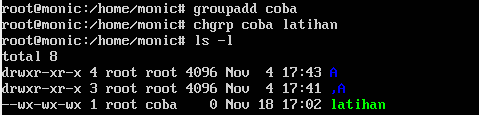 root@monic:/home/monic# groupadd coba
root@monic:/home/monic# chgrp coba latihan
root@monic:/home/monic# ls -l
total 8
drwxr-xr-x 4 root root 4096 Nov  4 17:43 A
drwxr-xr-x 3 root root 4096 Nov  4 17:41 .A
--wx-wx-wx 1 root coba    0 Nov 18 17:02 latihan